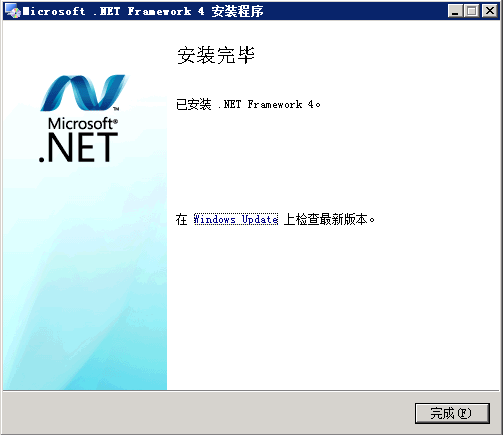 Microsoft .NET Framework 4 安装程序
安装完毕
已安装 .NET Framework 4。
Microsoft®
.NET
TM
在 Windows Update 上检查最新版本。
完成(F)